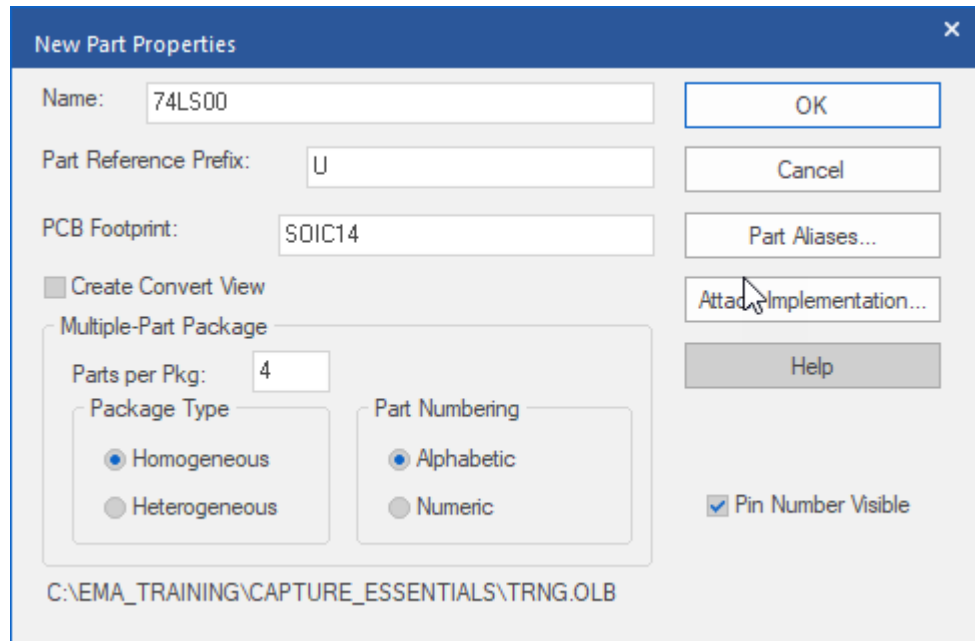 New Part Properties
Name: 74LS00
OK
Part Reference Prefix: U
Cancel
PCB Footprint: SOIC14
Part Aliases...
Create Convert View
Attach Implementation...
Multiple-Part Package
Parts per Pkg: 4
Help
Package Type
Part Numbering
Homogeneous
Alphabetic
Heterogeneous
Numeric
Pin Number Visible
C:\EMA_TRAINING\CAPTURE_ESSENTIALS\TRNG.OLB